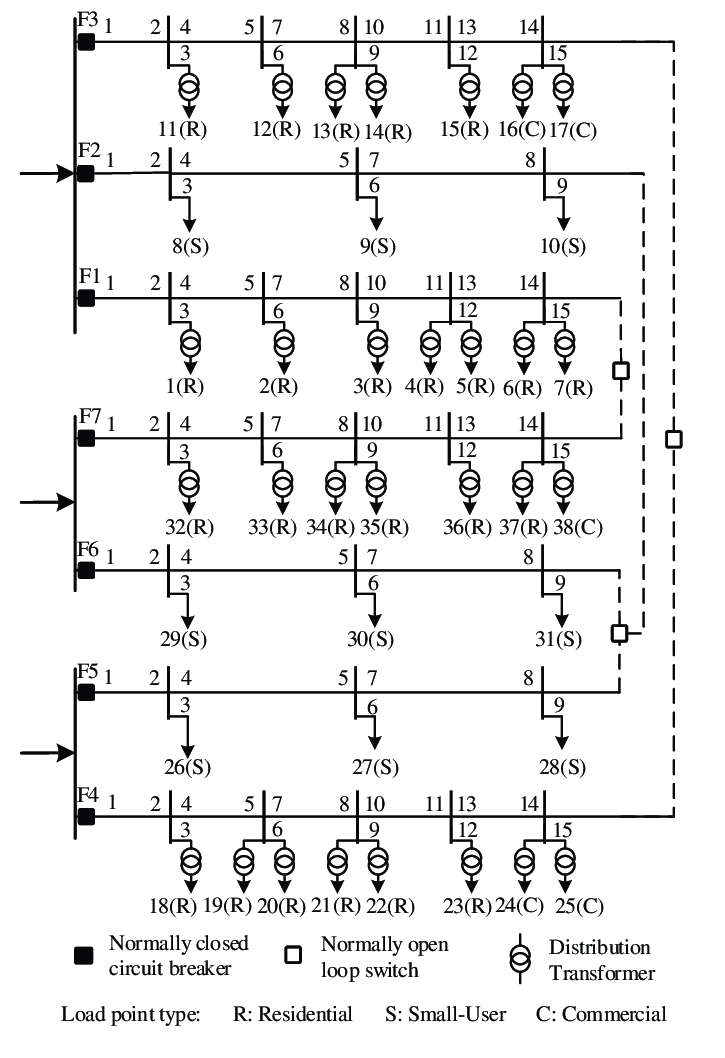 F3 1 2 4 5 7 8 10 11 13 14
3 6 9 12 15
11(R) 12(R) 13(R) 14(R) 15(R) 16(C) 17(C)
F2 1 2 4 5 7 8
3 6 9
8(S) 9(S) 10(S)
F1 1 2 4 5 7 8 10 11 13 14
3 6 9 12 15
1(R) 2(R) 3(R) 4(R) 5(R) 6(R) 7(R)
F7 1 2 4 5 7 8 10 11 13 14
3 6 9 12 15
32(R) 33(R) 34(R) 35(R) 36(R) 37(R) 38(C)
F6 1 2 4 5 7 8
3 6 9
29(S) 30(S) 31(S)
F5 1 2 4 5 7 8
3 6 9
26(S) 27(S) 28(S)
F4 1 2 4 5 7 8 10 11 13 14
3 6 9 12 15
18(R) 19(R) 20(R) 21(R) 22(R) 23(R) 24(C) 25(C)
Normally closed
circuit breaker
Normally open
loop switch
Distribution
Transformer
Load point type: R: Residential S: Small-User C: Commercial